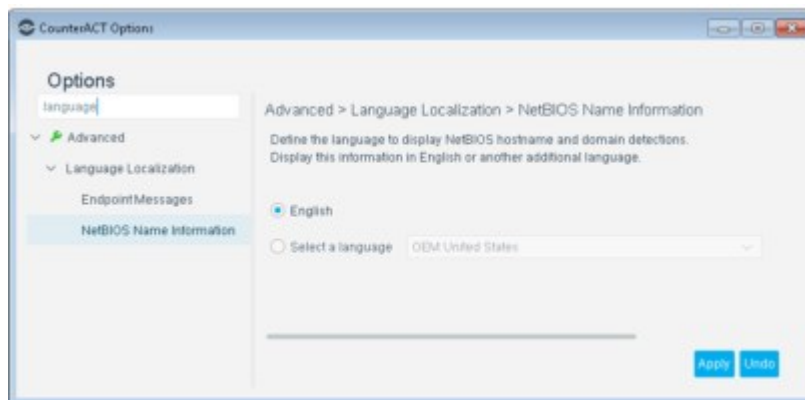 CounterACT Options
Options
language
Advanced
Language Localization
Endpoint Messages
NetBIOS Name Information
Advanced > Language Localization > NetBIOS Name Information
Define the language to display NetBIOS hostname and domain detections.
Display this information in English or another additional language.
English
Select a language OEM United States
Apply Undo